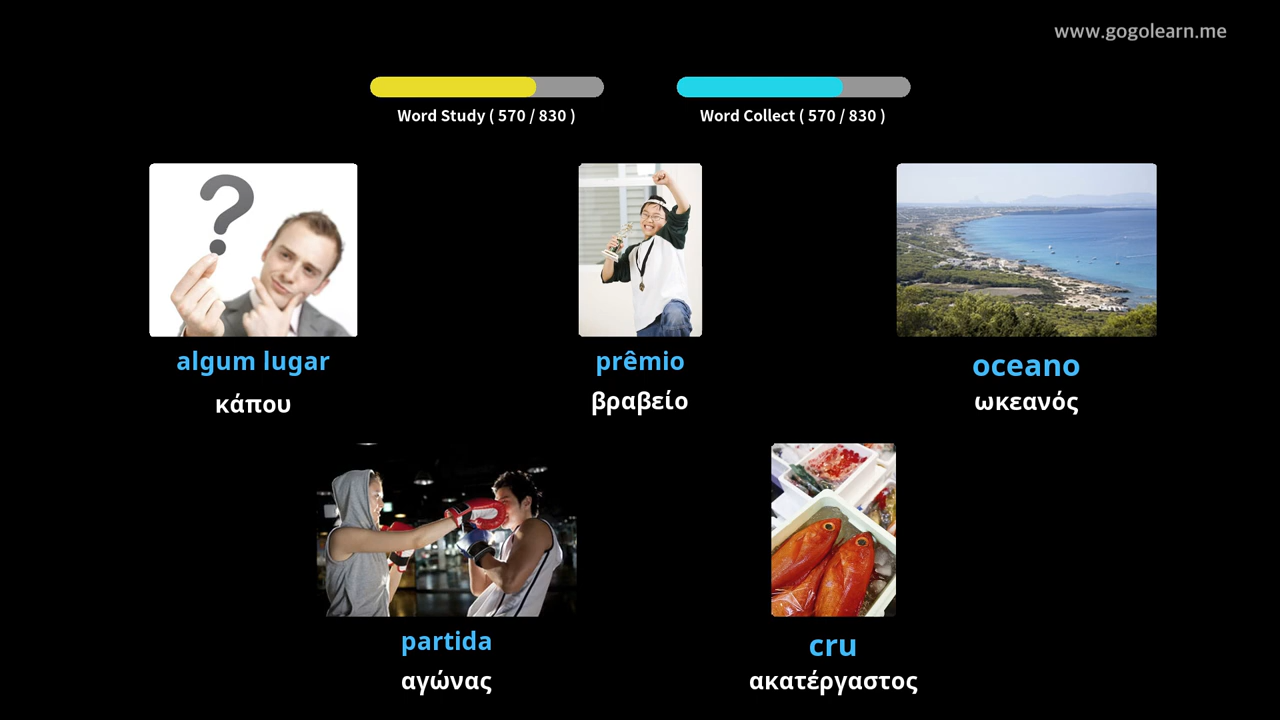 www.gogolearn.me
Word Study ( 570 / 830 )
Word Collect ( 570 / 830 )
algum lugar
κάπου
prêmio
βραβείο
oceano
ωκεανός
partida
αγώνας
cru
ακατέργαστος